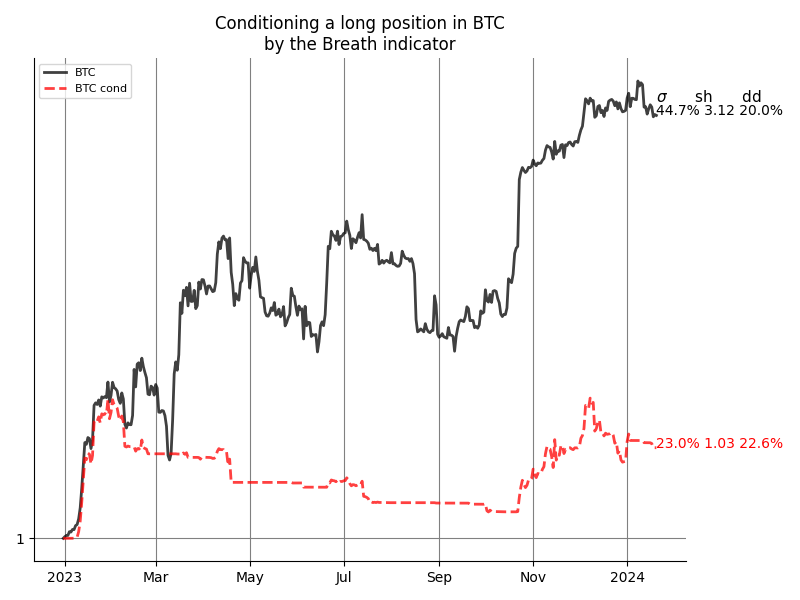 Conditioning a long position in BTC
by the Breath indicator
BTC
BTC cond
σ sh dd
44.7% 3.12 20.0%
23.0% 1.03 22.6%
1
2023 Mar May Jul Sep Nov 2024